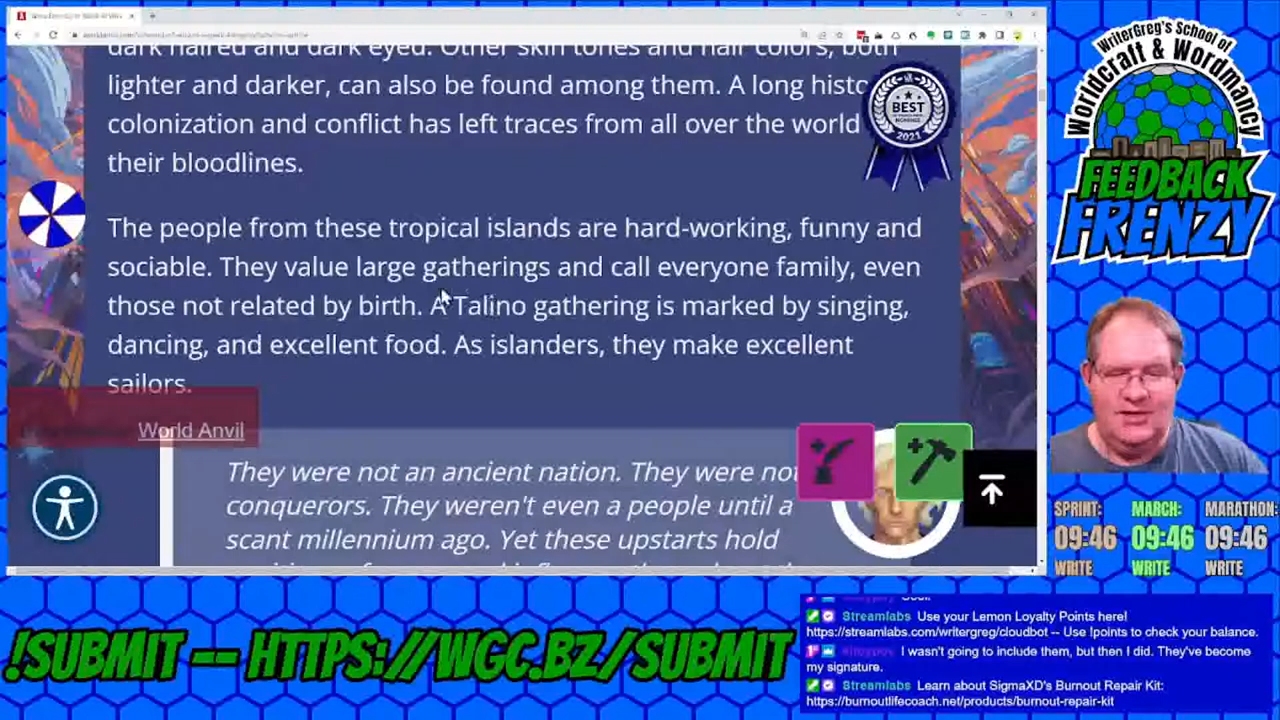 dark haired and dark eyed. Other skin tones and hair colors, both
lighter and darker, can also be found among them. A long histo
colonization and conflict has left traces from all over the world
their bloodlines.
BEST
2021
The people from these tropical islands are hard-working, funny and
sociable. They value large gatherings and call everyone family, even
those not related by birth. A Talino gathering is marked by singing,
dancing, and excellent food. As islanders, they make excellent
sailors.
World Anvil
They were not an ancient nation. They were not
conquerors. They weren't even a people until a
scant millennium ago. Yet these upstarts hold
WriterGreg's School of
Worldcraft & Wordmancy
FEEDBACK
FRENZY
SPRINT: MARCH: MARATHON:
09:46 09:46 09:46
WRITE WRITE WRITE
!SUBMIT -- HTTPS://WGC.BZ/SUBMIT
Streamlabs Use your Lemon Loyalty Points here!
https://streamlabs.com/writergreg/cloudbot -- Use !points to check your balance.
I wasn't going to include them, but then I did. They've become
my signature.
Streamlabs Learn about SigmaXD's Burnout Repair Kit:
https://burnoutlifecoach.net/products/burnout-repair-kit